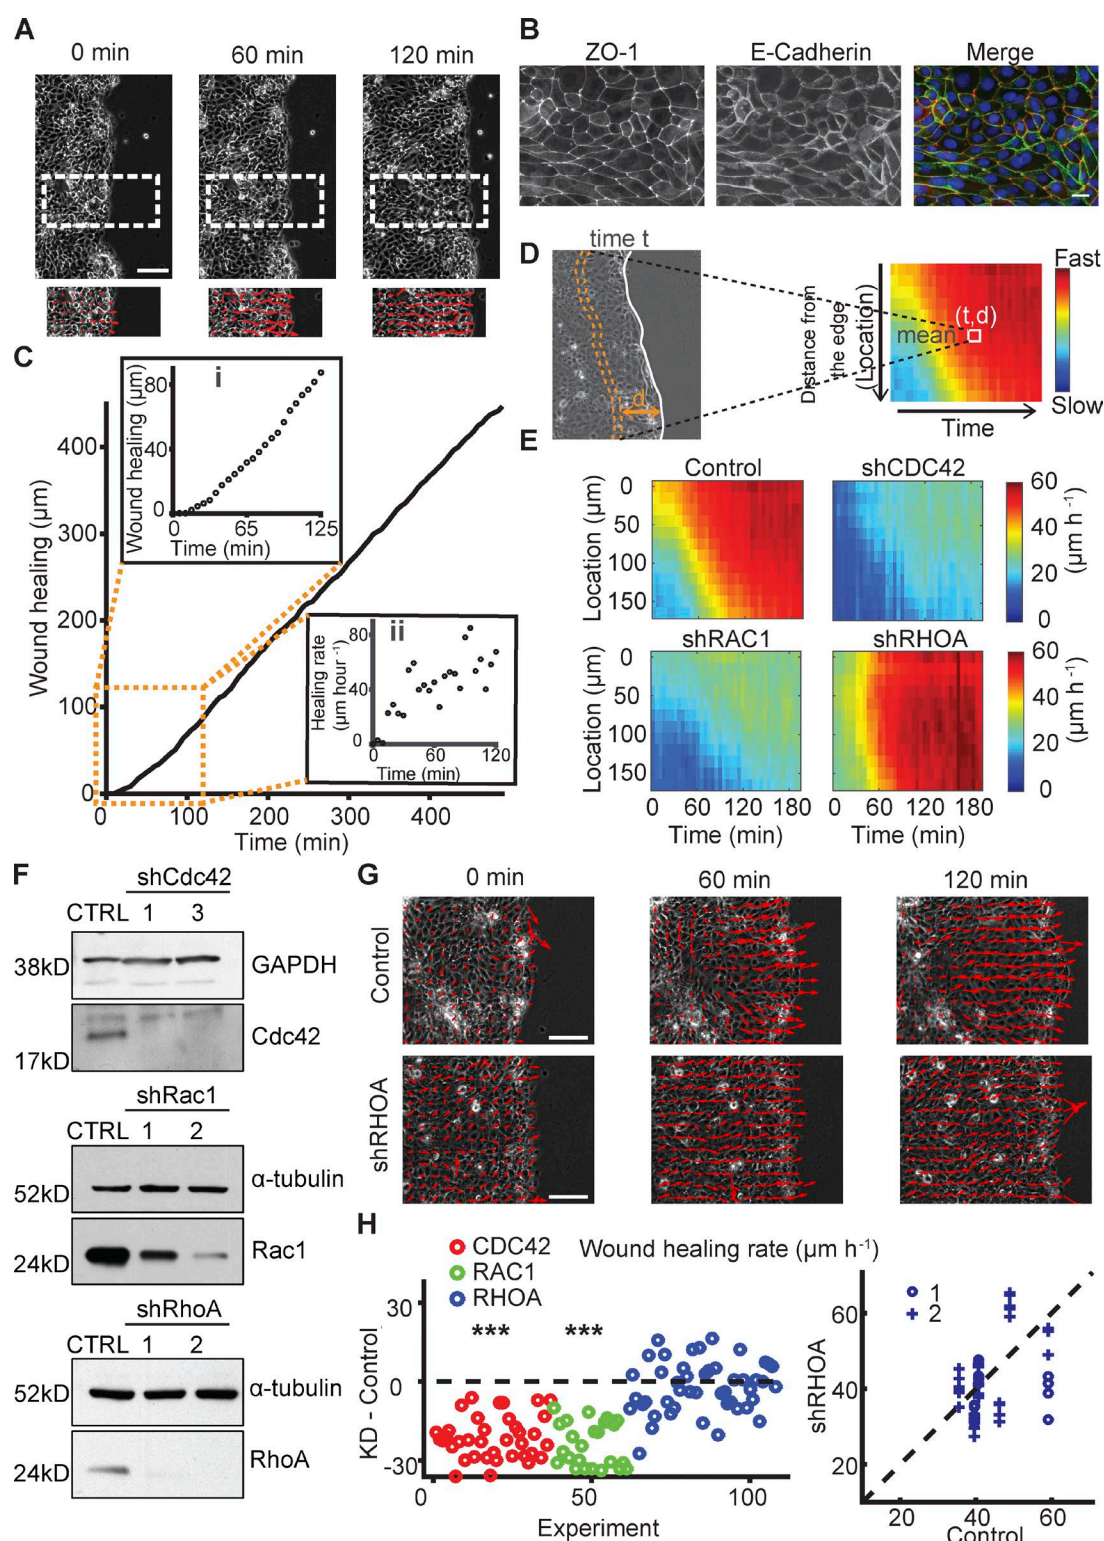 A
0 min
60 min
120 min
B
ZO-1
E-Cadherin
Merge
C
Wound healing (µm)
400
300
200
100
0
0
100
200
300
400
Time (min)
i
Wound healing (µm)
80
40
0
0
65
125
Time (min)
ii
Healing rate
(µm hour -1)
80
40
0
0
60
120
Time (min)
D
time t
d
Distance from
the edge
(Location)
mean
(t,d)
Time
Fast
Slow
E
Control
shCDC42
Location (µm)
0
50
100
150
60
40
20
0
(µm h-1)
shRAC1
shRHOA
Location (µm)
0
50
100
150
0
60
120
180
Time (min)
0
60
120
180
Time (min)
60
40
20
0
(µm h-1)
F
shCdc42
CTRL 1 3
38kD
GAPDH
17kD
Cdc42
shRac1
CTRL 1 2
52kD
α-tubulin
24kD
Rac1
shRhoA
CTRL 1 2
52kD
α-tubulin
24kD
RhoA
G
0 min
60 min
120 min
Control
shRHOA
H
CDC42
RAC1
RHOA
Wound healing rate (µm h-1)
*** ***
KD - Control
30
0
-30
0
50
100
Experiment
1
2
shRHOA
60
40
20
20
40
60
Control